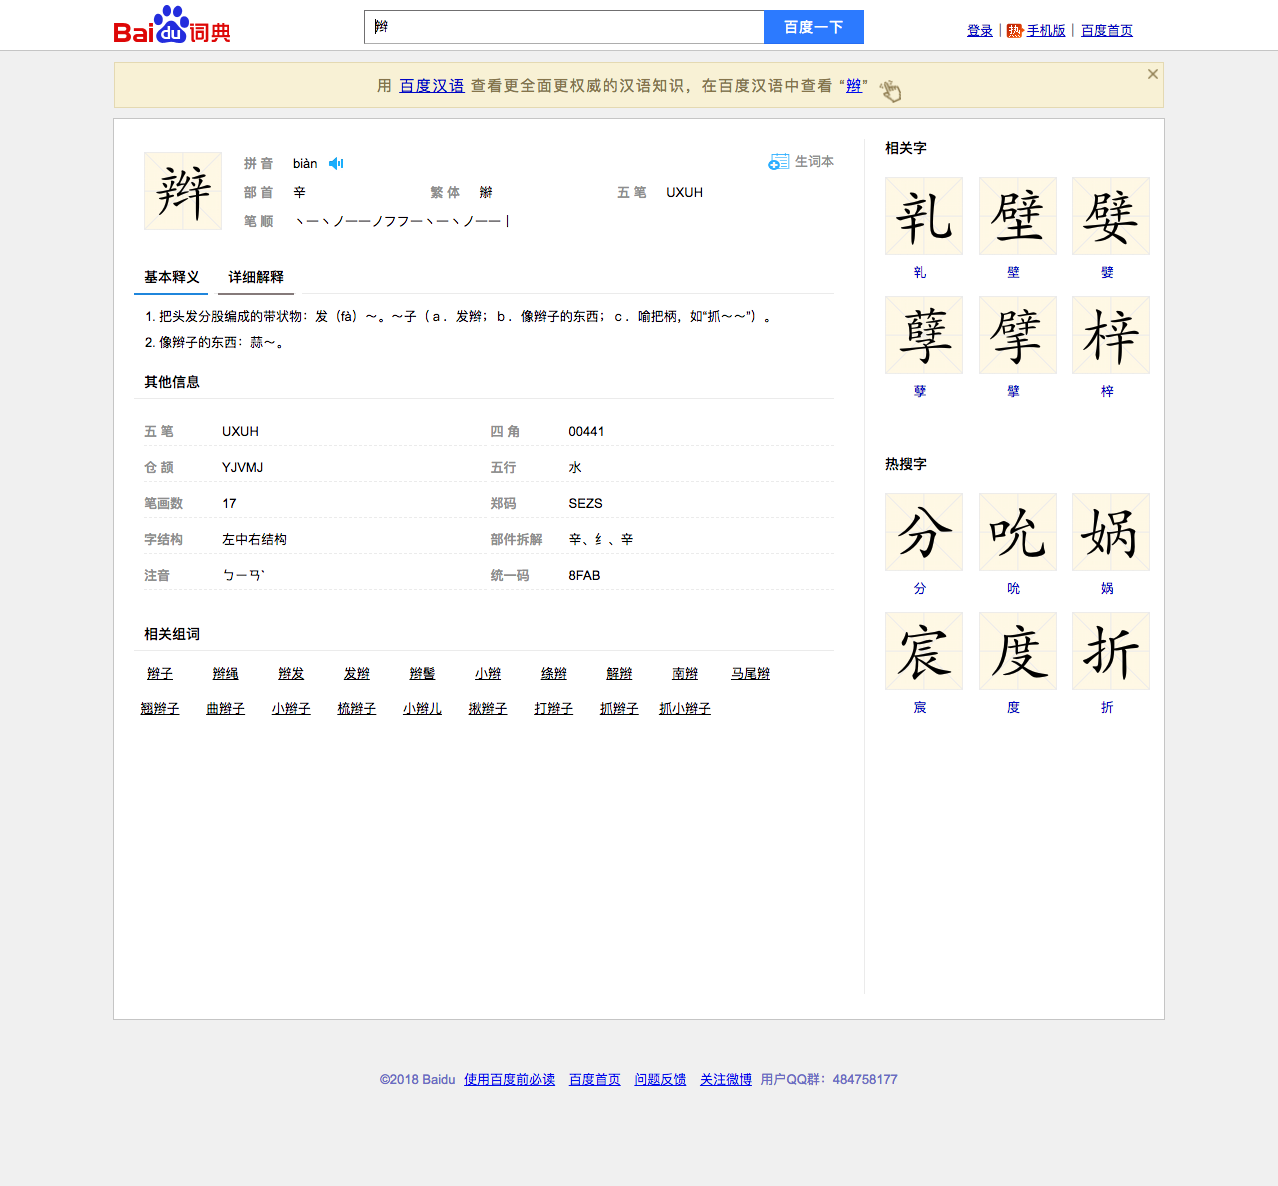 Bai du 词典
辫
百度一下
登录 | 热 手机版 | 百度首页
用 百度汉语 查看更全面更权威的汉语知识，在百度汉语中查看 “辫”
辫
拼 音 biàn
生词本
部 首 辛 繁 体 辮 五 笔 UXUH
笔 顺 丶一丶ノ一一ノフフ一丶一丶ノ一一丨
基本释义 详细解释
1. 把头发分股编成的带状物：发（fà）～。～子（ａ．发辫；ｂ．像辫子的东西；ｃ．喻把柄，如“抓～～”）。
2. 像辫子的东西：蒜～。
其他信息
五 笔 UXUH 四 角 00441
仓 颉 YJVMJ 五行 水
笔画数 17 郑码 SEZS
字结构 左中右结构 部件拆解 辛、纟、辛
注音 ㄅㄧㄢˋ 统一码 8FAB
相关组词
辫子 辫绳 辫发 发辫 辫髻 小辫 绦辫 解辫 南辫 马尾辫
翘辫子 曲辫子 小辫子 梳辫子 小辫儿 揪辫子 打辫子 抓辫子 抓小辫子
相关字
乵 壁 嬖
乵 壁 嬖
孽 擘 梓
孽 擘 梓
热搜字
分 吮 娲
分 吮 娲
宸 度 折
宸 度 折
©2018 Baidu 使用百度前必读 百度首页 问题反馈 关注微博 用户QQ群：484758177